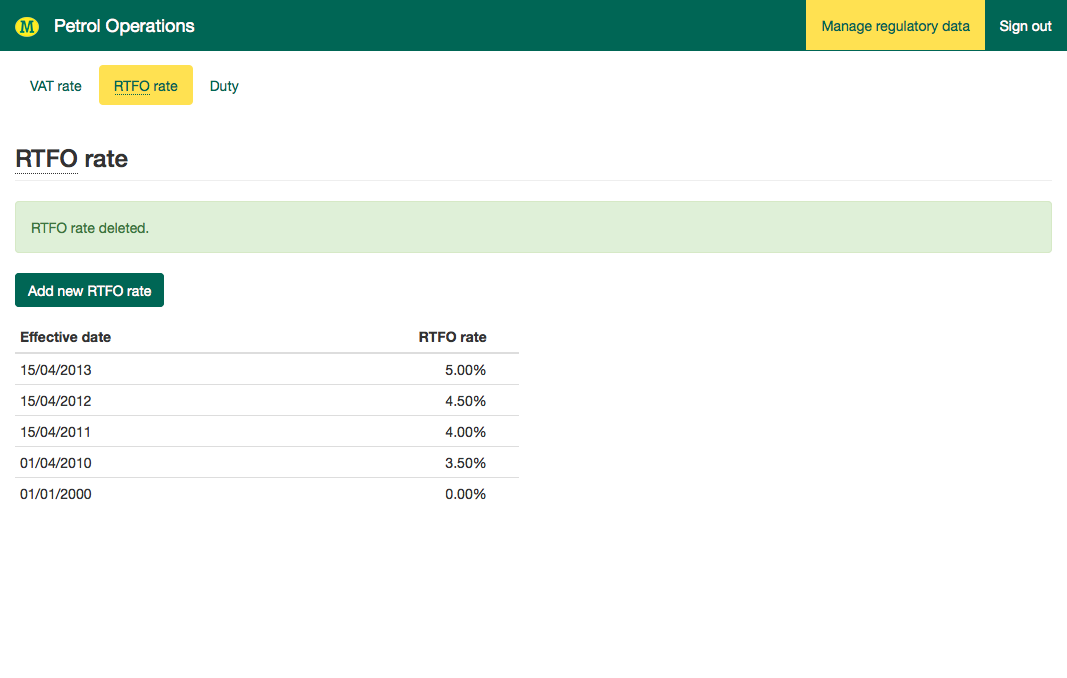 M Petrol Operations Manage regulatory data Sign out
VAT rate RTFO rate Duty
RTFO rate
RTFO rate deleted.
Add new RTFO rate
Effective date RTFO rate
15/04/2013 5.00%
15/04/2012 4.50%
15/04/2011 4.00%
01/04/2010 3.50%
01/01/2000 0.00%